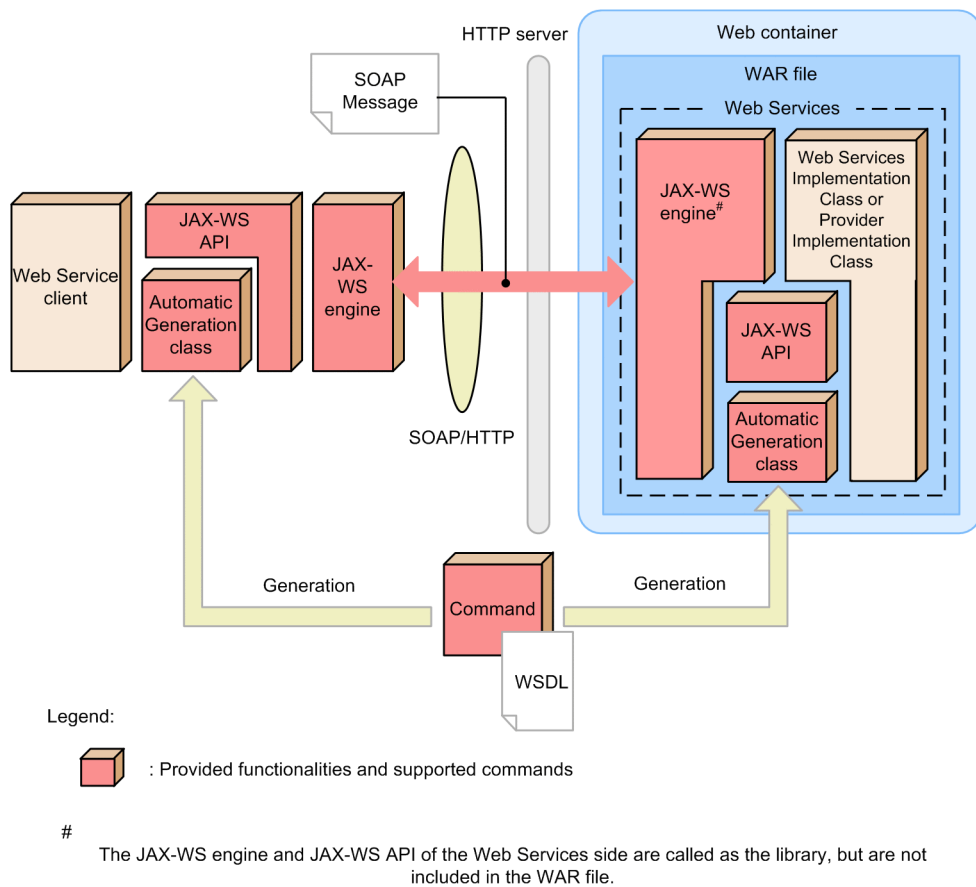 HTTP server
Web container
WAR file
Web Services
SOAP
Message
JAX-WS
engine#
Web Services
Implementation
Class or
Provider
Implementation
Class
Web Service
client
JAX-WS
API
Automatic
Generation
class
JAX-
WS
engine
JAX-WS
API
Automatic
Generation
class
SOAP/HTTP
Generation
Command
Generation
WSDL
Legend:
: Provided functionalities and supported commands
#
The JAX-WS engine and JAX-WS API of the Web Services side are called as the library, but are not
included in the WAR file.